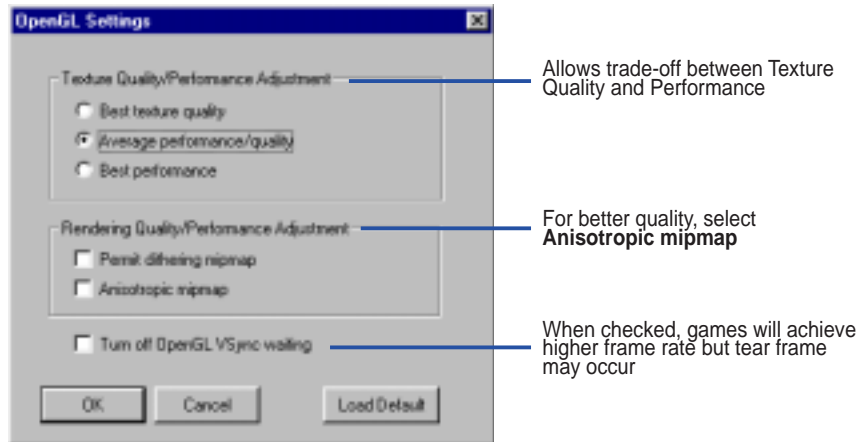 OpenGL Settings
Texture Quality/Performance Adjustment
Best texture quality
Average performance/quality
Best performance
Allows trade-off between Texture
Quality and Performance
Rendering Quality/Performance Adjustment
Permit dithering mipmap
Anisotropic mipmap
For better quality, select
Anisotropic mipmap
Turn off OpenGL VSync waiting
When checked, games will achieve
higher frame rate but tear frame
may occur
OK
Cancel
Load Default